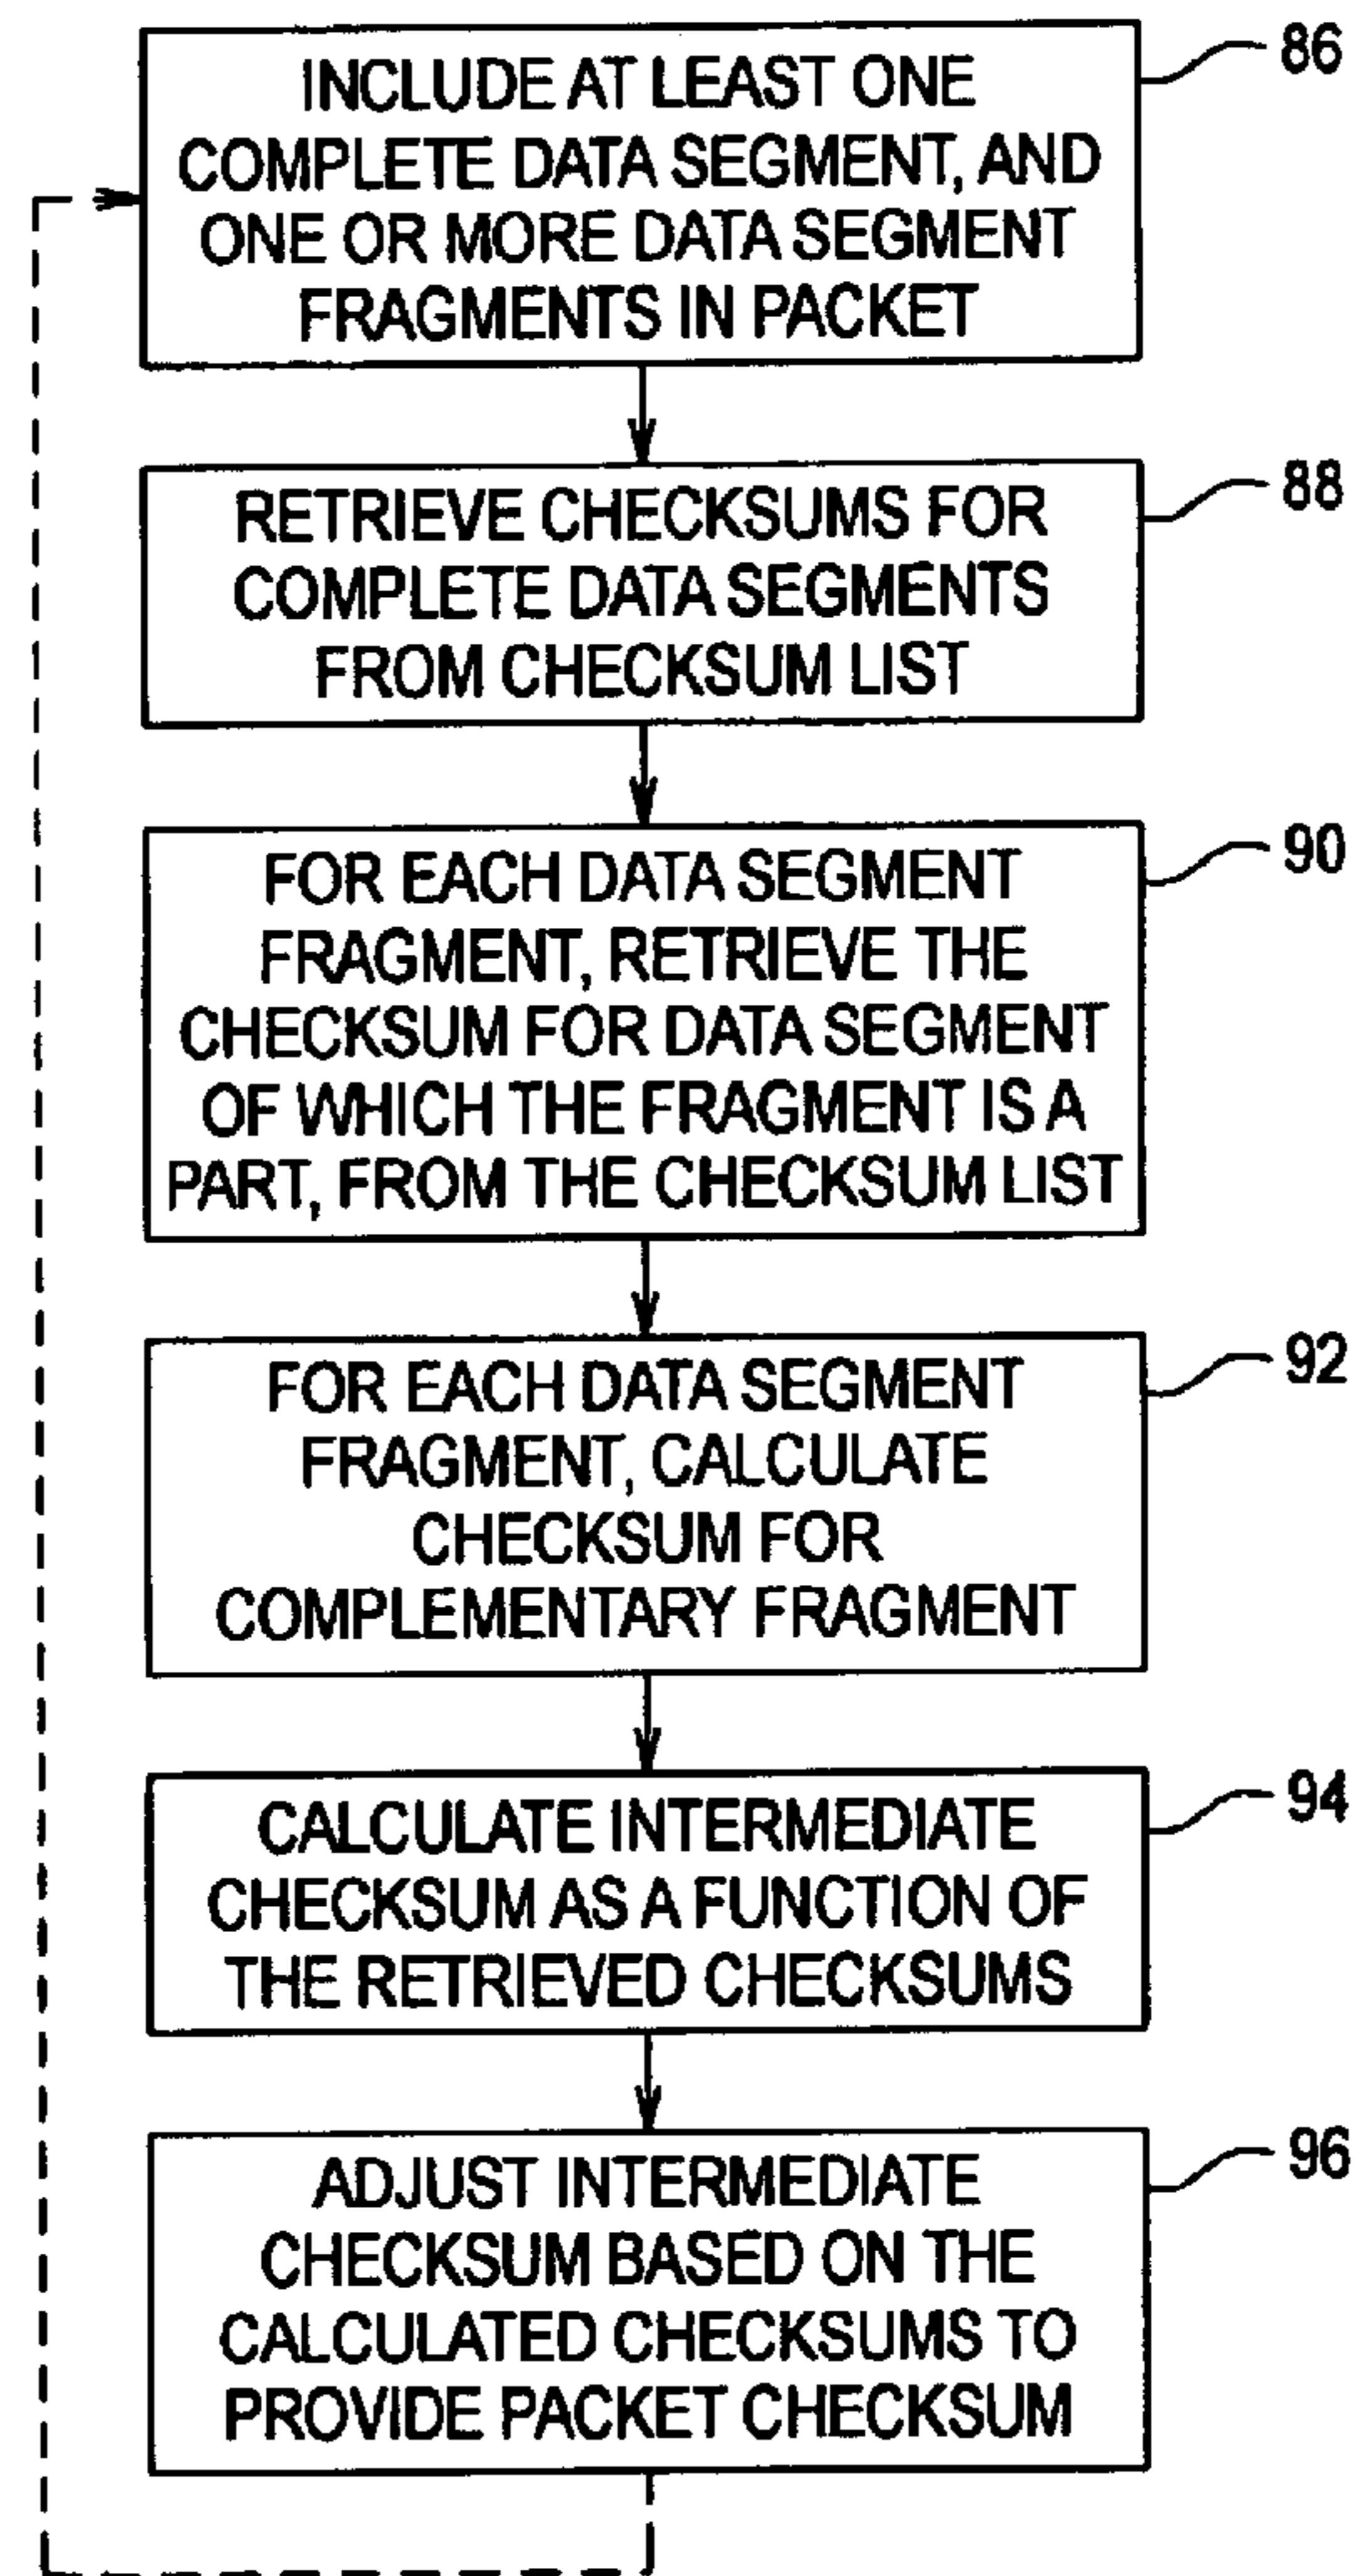 INCLUDE AT LEAST ONE
COMPLETE DATA SEGMENT, AND
ONE OR MORE DATA SEGMENT
FRAGMENTS IN PACKET
86
RETRIEVE CHECKSUMS FOR
COMPLETE DATA SEGMENTS
FROM CHECKSUM LIST
88
FOR EACH DATA SEGMENT
FRAGMENT, RETRIEVE THE
CHECKSUM FOR DATA SEGMENT
OF WHICH THE FRAGMENT IS A
PART, FROM THE CHECKSUM LIST
90
FOR EACH DATA SEGMENT
FRAGMENT, CALCULATE
CHECKSUM FOR
COMPLEMENTARY FRAGMENT
92
CALCULATE INTERMEDIATE
CHECKSUM AS A FUNCTION OF
THE RETRIEVED CHECKSUMS
94
ADJUST INTERMEDIATE
CHECKSUM BASED ON THE
CALCULATED CHECKSUMS TO
PROVIDE PACKET CHECKSUM
96